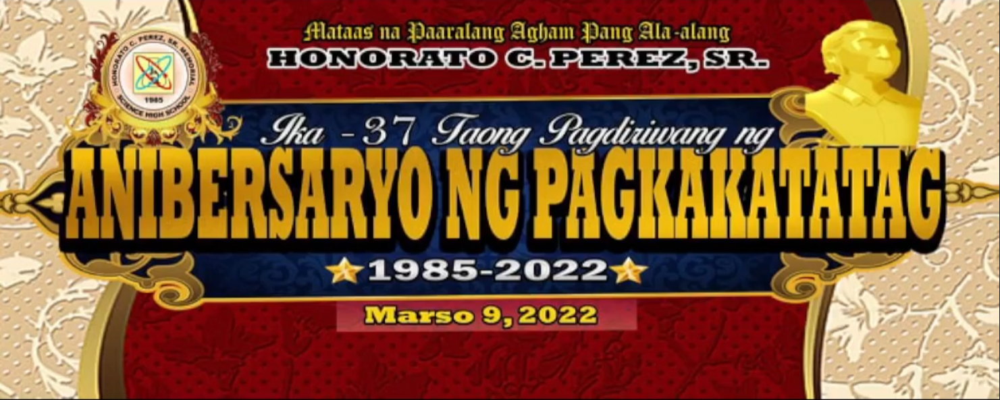 Mataas na Paaralang Agham Pang Ala-alang
HONORATO C. PEREZ, SR.
HONORATO C. PEREZ, SR. MEMORIAL
1985
SCIENCE HIGH SCHOOL
Ika -37 Taong Pagdiriwang ng
ANIBERSARYO NG PAGKAKATATAG
1985-2022
Marso 9, 2022